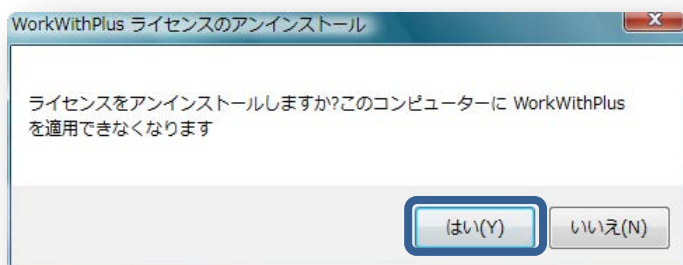 WorkWithPlus ライセンスのアンインストール
ライセンスをアンインストールしますか?このコンピューターに WorkWithPlus
を適用できなくなります
はい(Y)
いいえ(N)